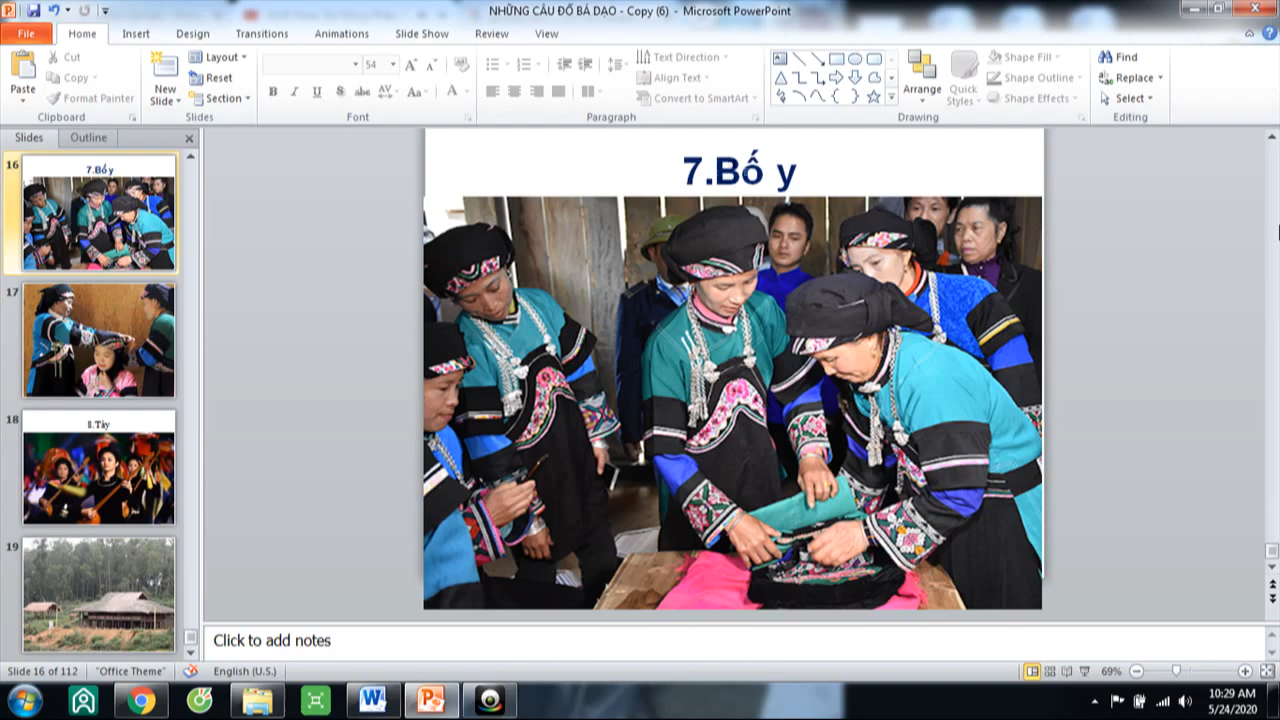 NHỮNG CÂU ĐỐ BÁ DẠO - Copy (6) - Microsoft PowerPoint
File Home Insert Design Transitions Animations Slide Show Review View
Paste
Cut
Copy
Format Painter
Clipboard
New Slide
Layout
Reset
Section
Slides
54
B I U S abc AV Aa A
Font
Text Direction
Align Text
Convert to SmartArt
Paragraph
Arrange
Quick Styles
Shape Fill
Shape Outline
Shape Effects
Drawing
Find
Replace
Select
Editing
Slides Outline
16
7.Bố y
17
18
8.Tày
19
7.Bố y
Click to add notes
Slide 16 of 112 "Office Theme" English (U.S.) 69%
10:29 AM
5/24/2020